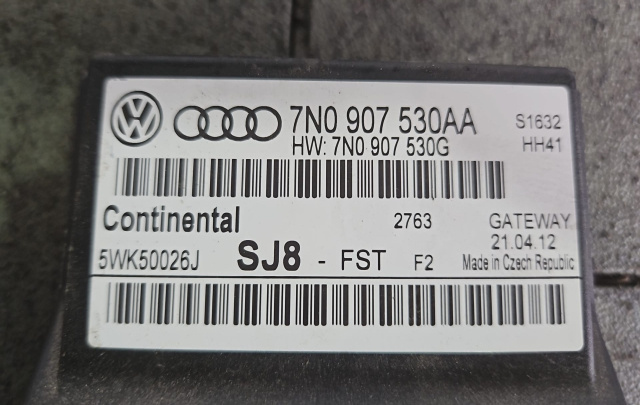 7N0 907 530AA S1632
HW: 7N0 907 530G HH41
Continental 2763 GATEWAY
21.04.12
5WK50026J SJ8 - FST F2 Made in Czech Republic